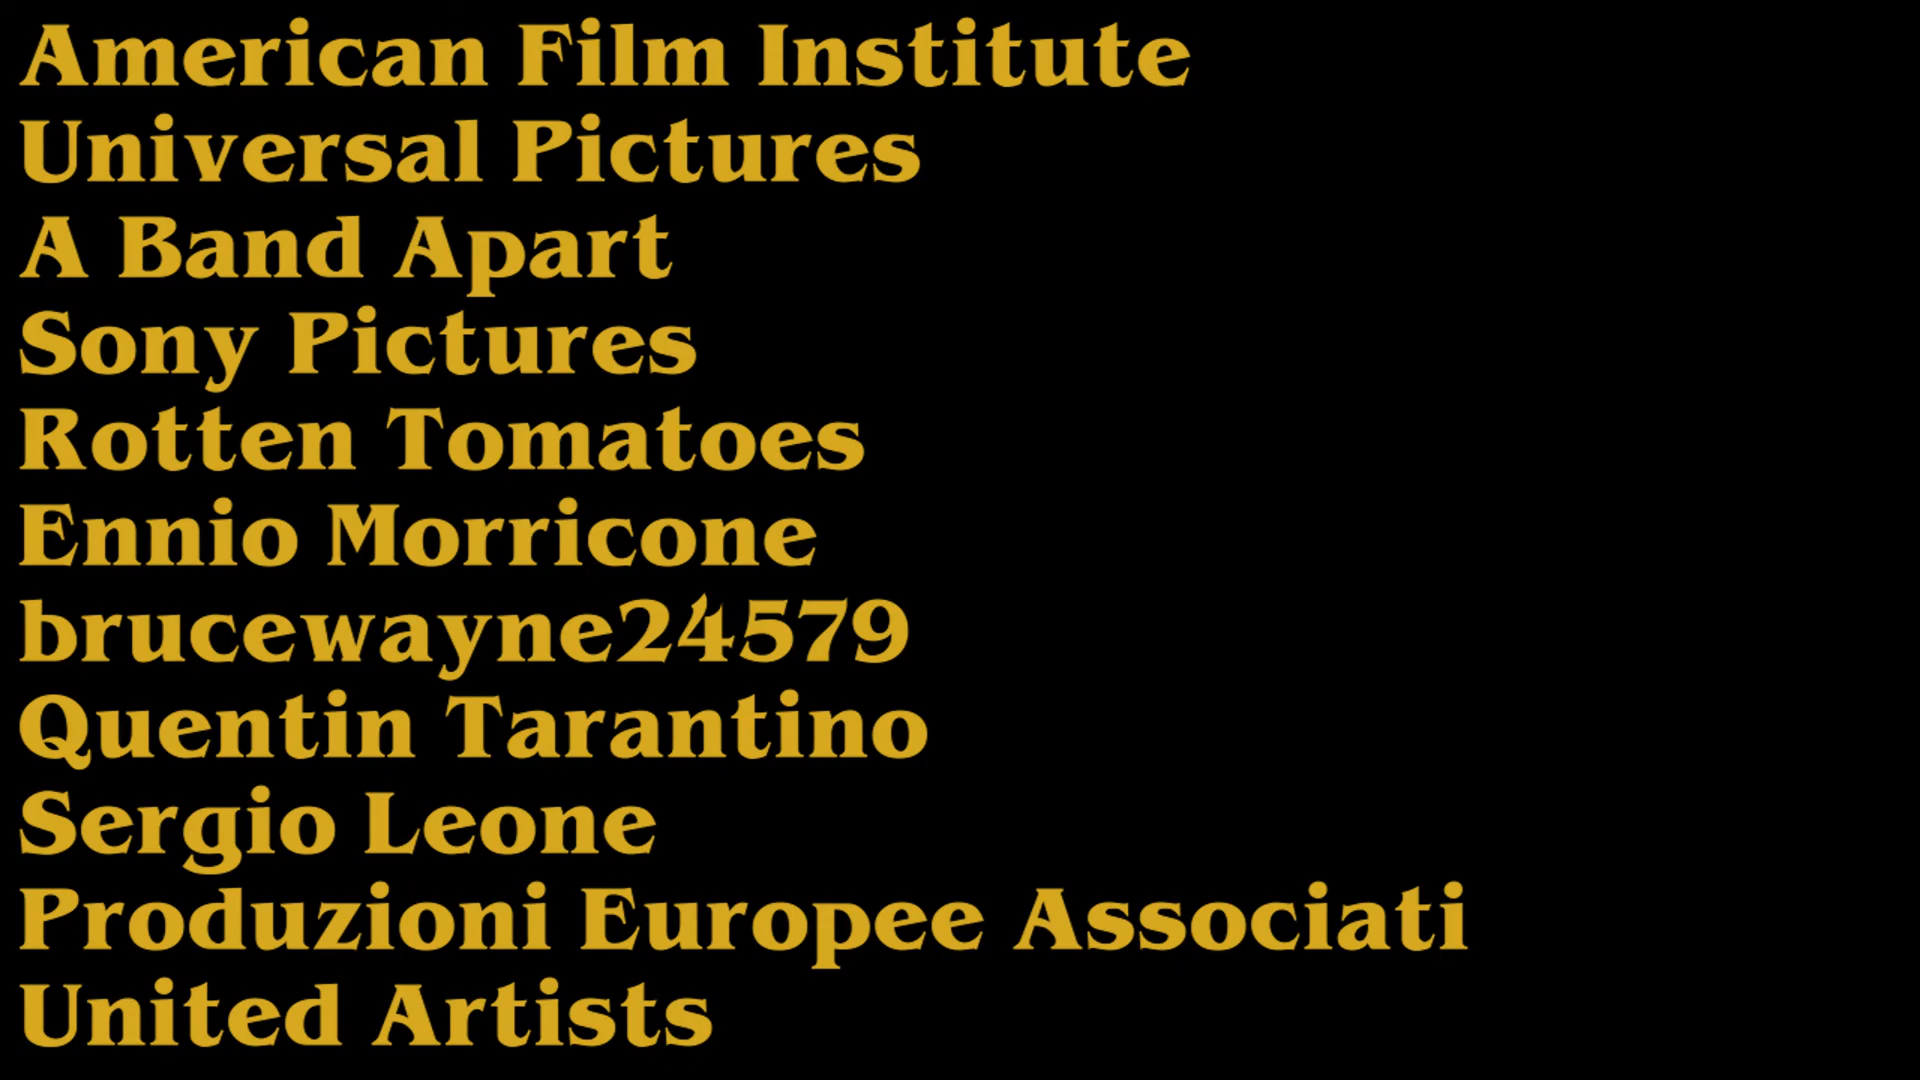 American Film Institute
Universal Pictures
A Band Apart
Sony Pictures
Rotten Tomatoes
Ennio Morricone
brucewayne24579
Quentin Tarantino
Sergio Leone
Produzioni Europee Associati
United Artists